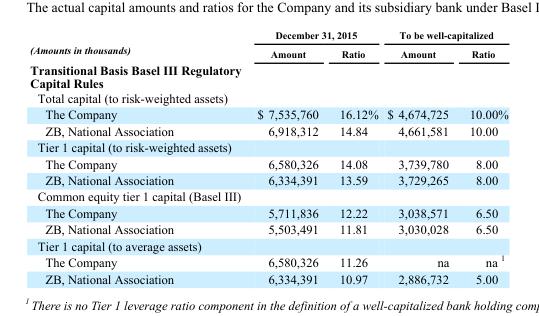 The actual capital amounts and ratios for the Company and its subsidiary bank under Basel
December 31, 2015 To be well-capitalized
(Amounts in thousands) Amount Ratio Amount Ratio
Transitional Basis Basel III Regulatory
Capital Rules
Total capital (to risk-weighted assets)
The Company $ 7,535,760 16.12% $ 4,674,725 10.00%
ZB, National Association 6,918,312 14.84 4,661,581 10.00
Tier 1 capital (to risk-weighted assets)
The Company 6,580,326 14.08 3,739,780 8.00
ZB, National Association 6,334,391 13.59 3,729,265 8.00
Common equity tier 1 capital (Basel III)
The Company 5,711,836 12.22 3,038,571 6.50
ZB, National Association 5,503,491 11.81 3,030,028 6.50
Tier 1 capital (to average assets)
The Company 6,580,326 11.26 na na 1
ZB, National Association 6,334,391 10.97 2,886,732 5.00
1 There is no Tier 1 leverage ratio component in the definition of a well-capitalized bank holding